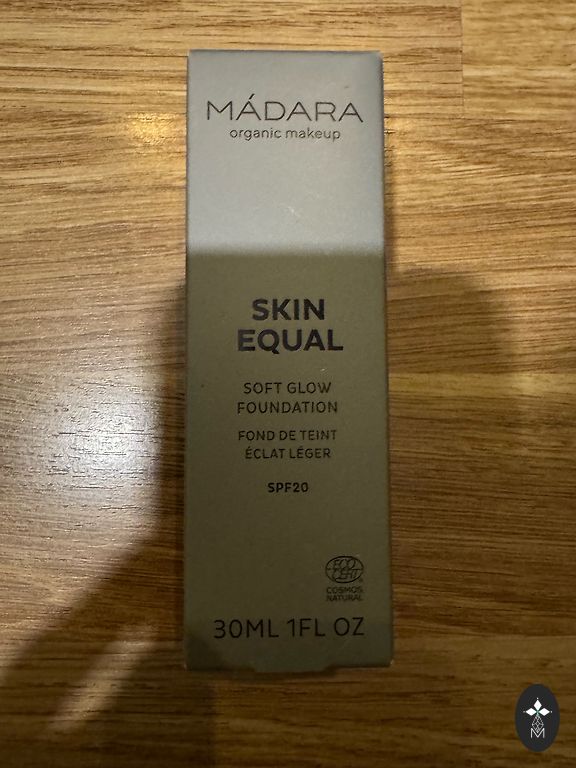 MÁDARA
organic makeup
SKIN
EQUAL
SOFT GLOW
FOUNDATION
FOND DE TEINT
ÉCLAT LÉGER
SPF20
ECO
CERT
COSMOS
NATURAL
30ML 1FL OZ
M